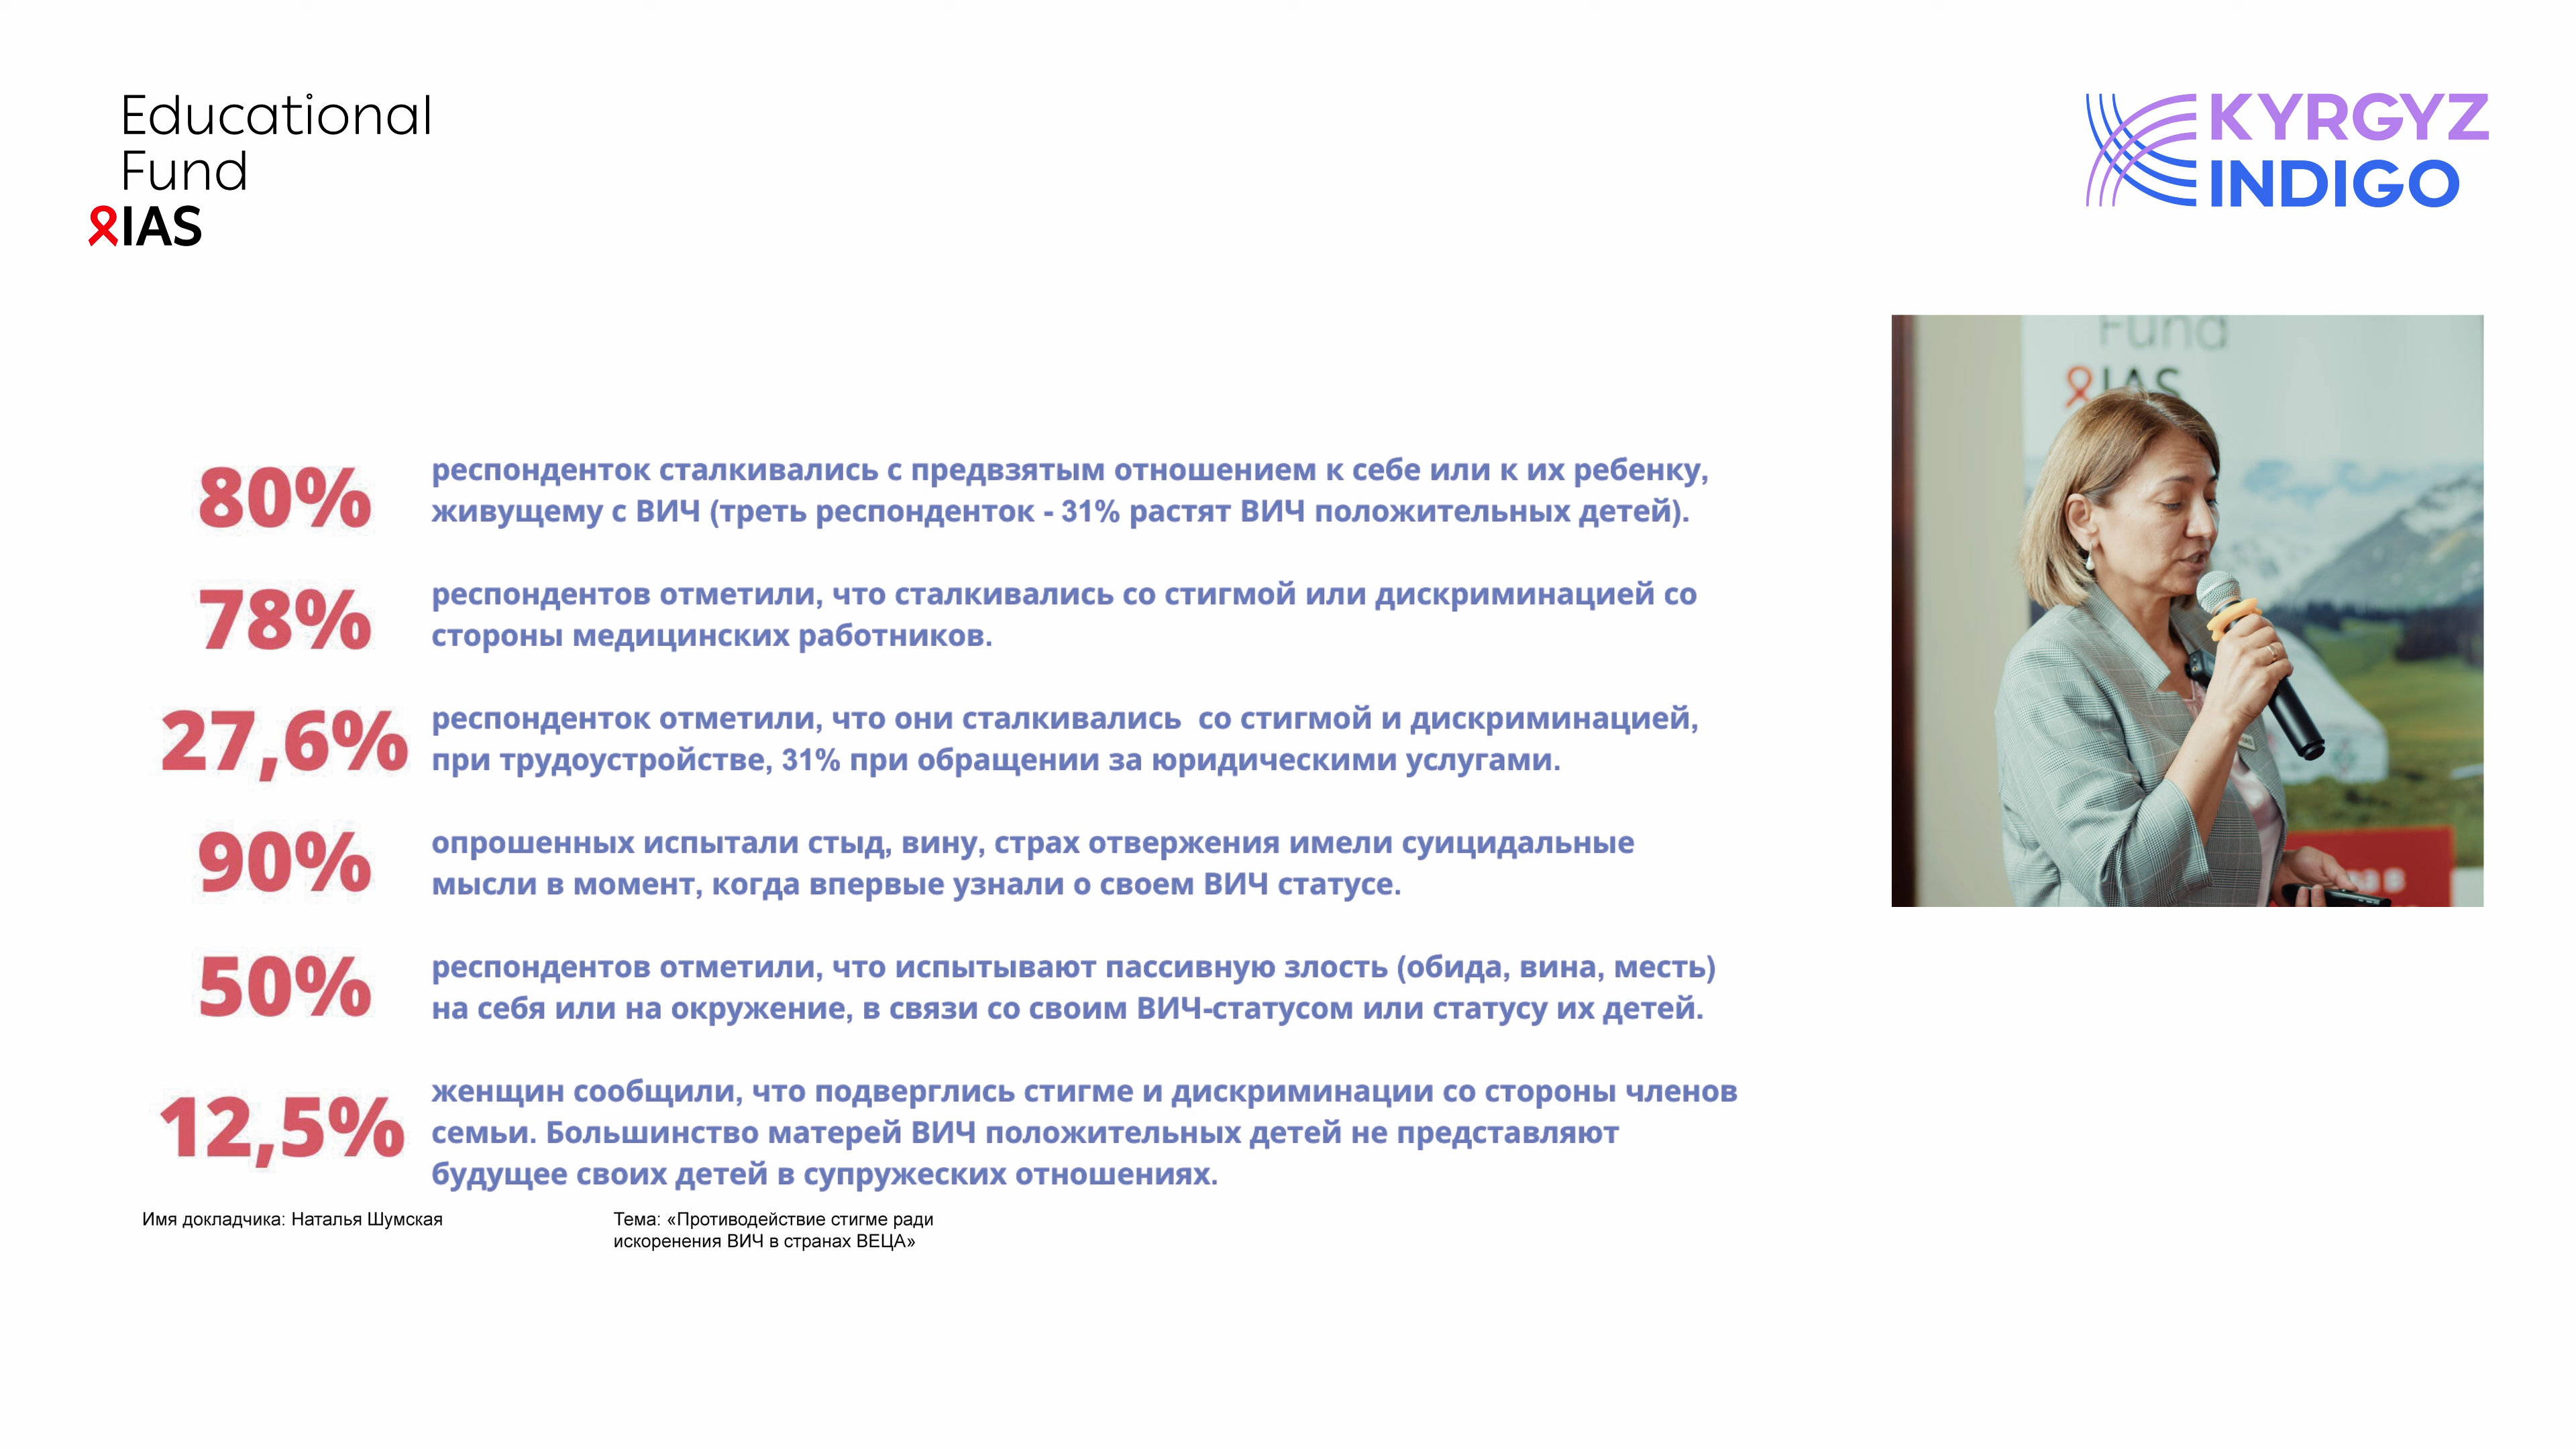 Educational
Fund
IAS
KYRGYZ
INDIGO
Fund
IAS
80%
респонденток сталкивались с предвзятым отношением к себе или к их ребенку,
живущему с ВИЧ (треть респонденток - 31% растят ВИЧ положительных детей).
78%
респондентов отметили, что сталкивались со стигмой или дискриминацией со
стороны медицинских работников.
27,6%
респонденток отметили, что они сталкивались  со стигмой и дискриминацией,
при трудоустройстве, 31% при обращении за юридическими услугами.
90%
опрошенных испытали стыд, вину, страх отвержения имели суицидальные
мысли в момент, когда впервые узнали о своем ВИЧ статусе.
50%
респондентов отметили, что испытывают пассивную злость (обида, вина, месть)
на себя или на окружение, в связи со своим ВИЧ-статусом или статусу их детей.
12,5%
женщин сообщили, что подверглись стигме и дискриминации со стороны членов
семьи. Большинство матерей ВИЧ положительных детей не представляют
будущее своих детей в супружеских отношениях.
Имя докладчика: Наталья Шумская
Тема: «Противодействие стигме ради
искоренения ВИЧ в странах ВЕЦА»